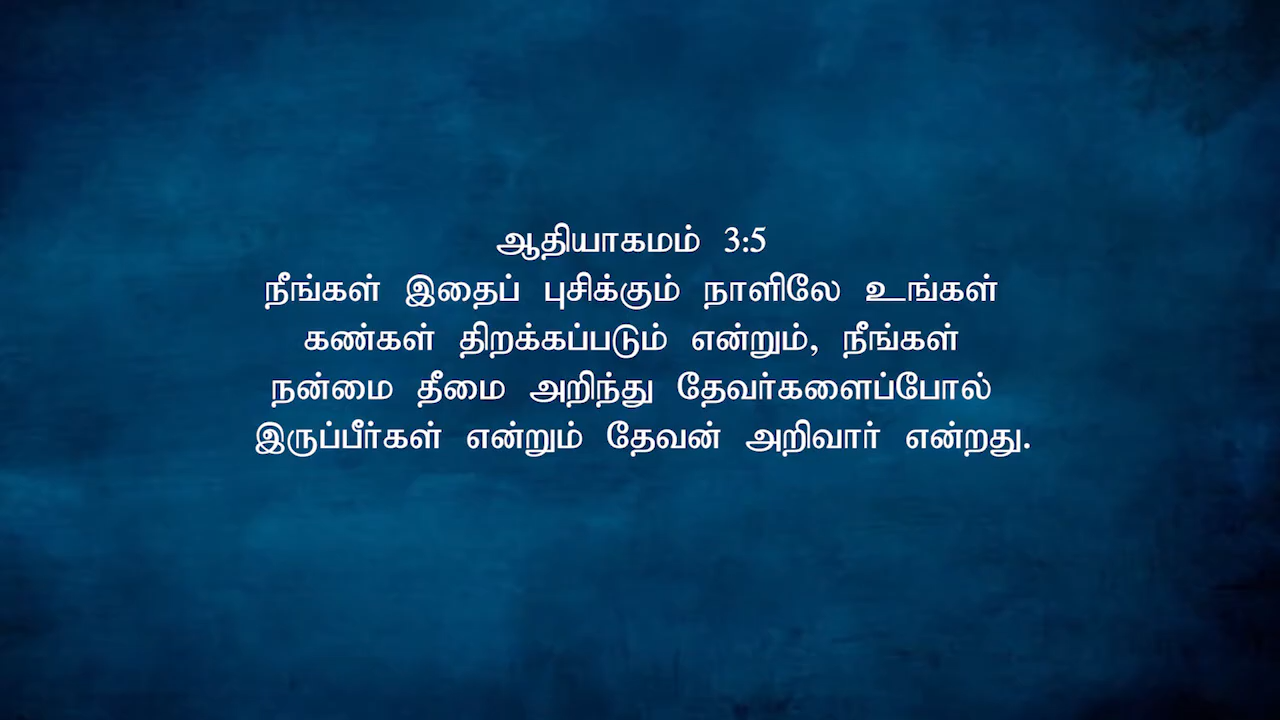 ஆதியாகமம் 3:5
நீங்கள் இதைப் புசிக்கும் நாளிலே உங்கள்
கண்கள் திறக்கப்படும் என்றும், நீங்கள்
நன்மை தீமை அறிந்து தேவர்களைப்போல்
இருப்பீர்கள் என்றும் தேவன் அறிவார் என்றது.